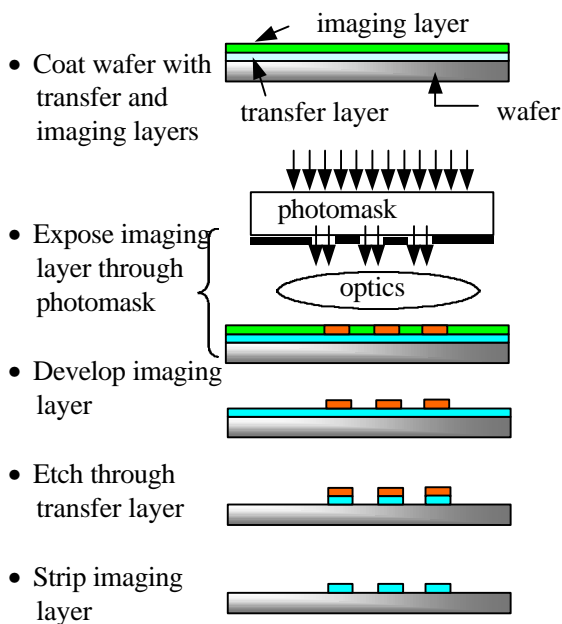 imaging layer
• Coat wafer with
transfer and
imaging layers
transfer layer
wafer
photomask
• Expose imaging
layer through
photomask
optics
• Develop imaging
layer
• Etch through
transfer layer
• Strip imaging
layer